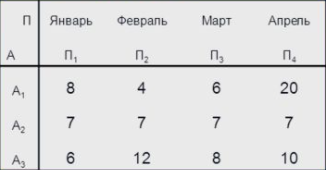 П Январь Февраль Март Апрель
А П1 П2 П3 П4
А1 8 4 6 20
А2 7 7 7 7
А3 6 12 8 10